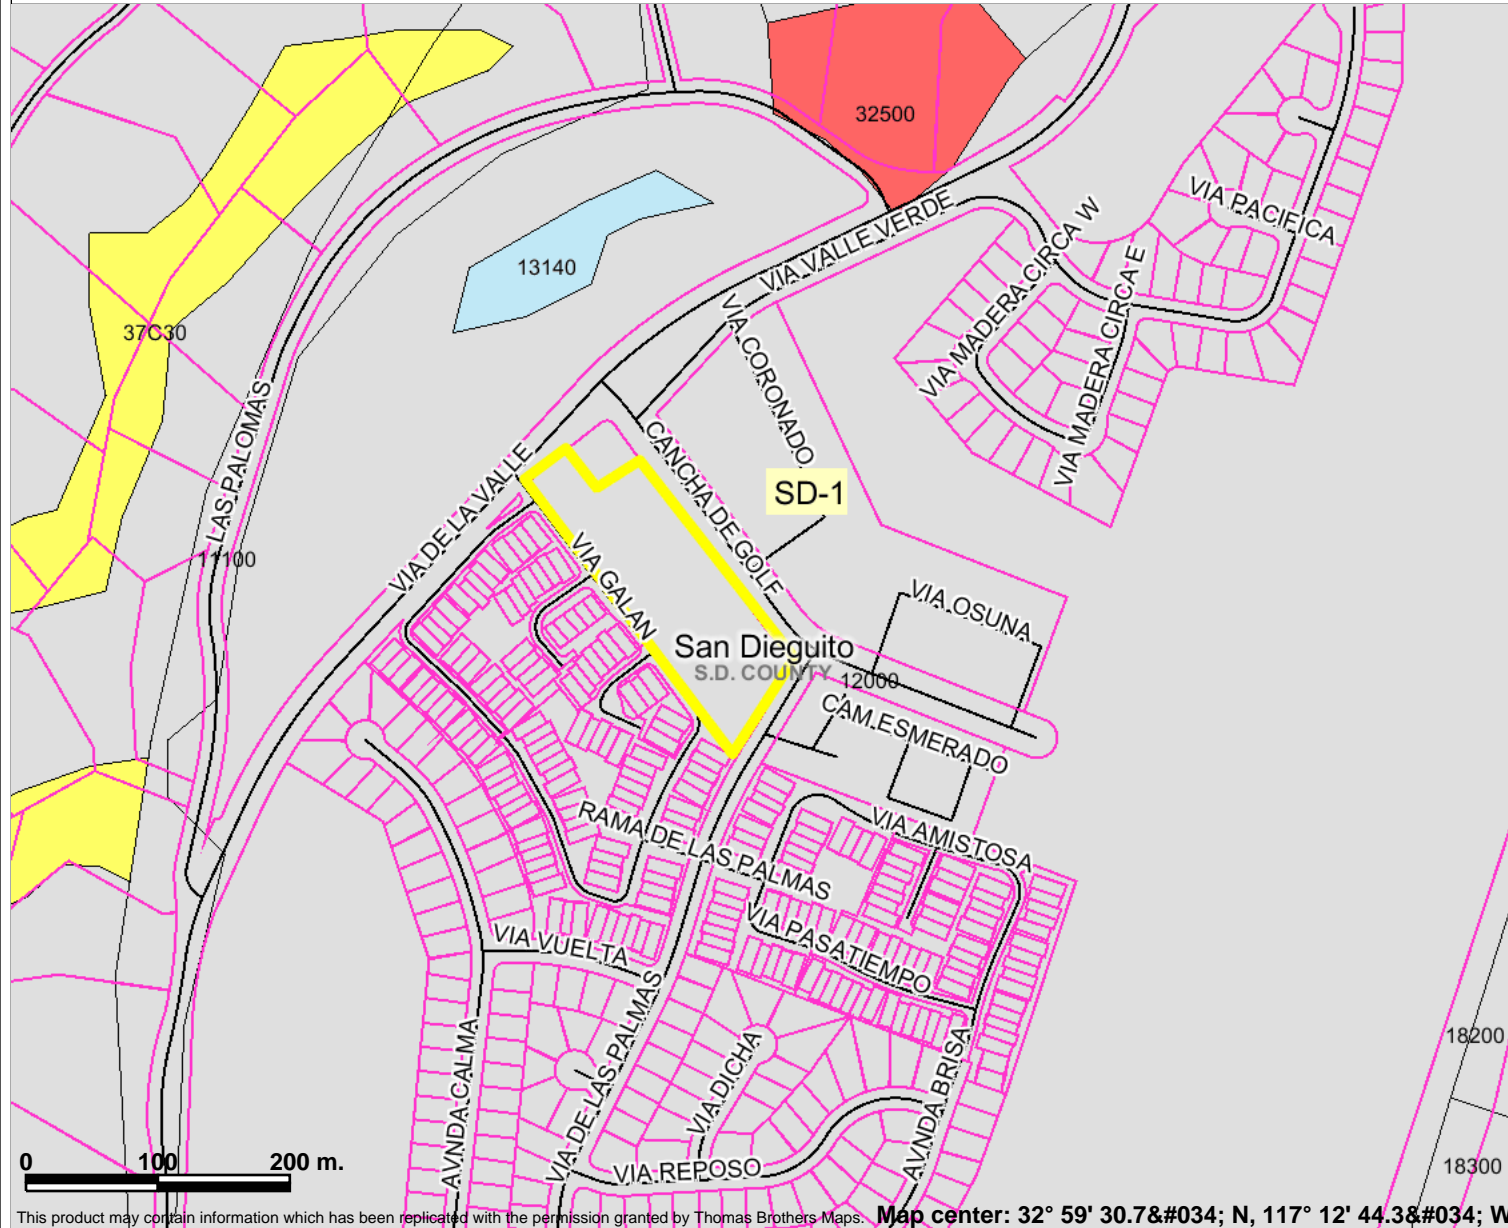 32500
VIA PACIFICA
VIA VALLE VERDE
VIA MADERA CIRCA W
VIA MADERA CIRCA E
13140
37C30
VIA CORONADO
LAS PALOMAS
CANCHA DE GOLF
VIA DE LA VALLE
SD-1
11100
VIA GALAN
VIA OSUNA
San Dieguito
S.D. COUNTY
12000
CAM.ESMERADO
RAMA DE LAS PALMAS
VIA AMISTOSA
VIA PASATIEMPO
VIA VUELTA
VIA DE LAS PALMAS
AVNDA CALMA
VIA DICHA
AVNDA BRISA
18200
18300
VIA REPOSO
0 100 200 m.
This product may contain information which has been replicated with the permission granted by Thomas Brothers Maps. Map center: 32° 59' 30.7&#034; N, 117° 12' 44.3&#034; W